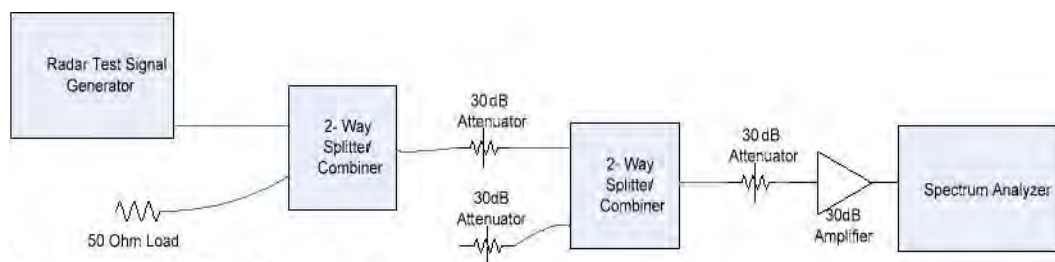 Radar Test Signal
Generator
50 Ohm Load
2- Way
Splitter/
Combiner
30dB
Attenuator
30dB
Attenuator
2- Way
Splitter/
Combiner
30dB
Attenuator
30dB
Amplifier
Spectrum Analyzer